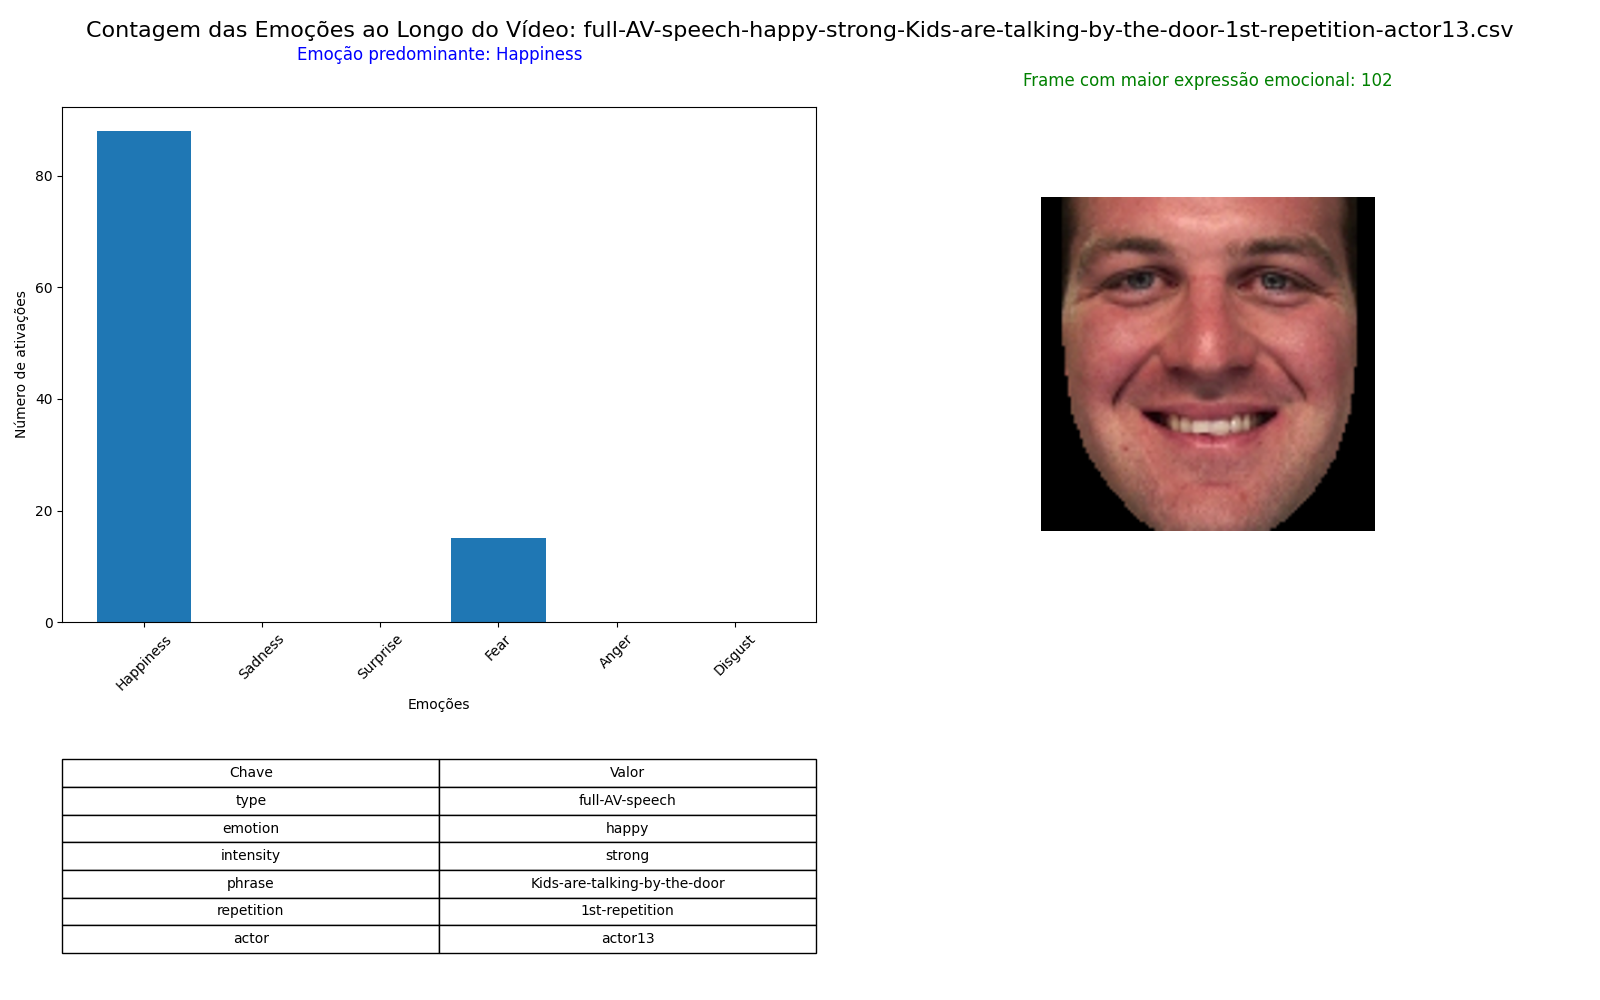 Contagem das Emoções ao Longo do Vídeo: full-AV-speech-happy-strong-Kids-are-talking-by-the-door-1st-repetition-actor13.csv
Emoção predominante: Happiness
Frame com maior expressão emocional: 102
Número de ativações
80
60
40
20
0
Happiness
Sadness
Surprise
Fear
Anger
Disgust
Emoções
Chave Valor
type full-AV-speech
emotion happy
intensity strong
phrase Kids-are-talking-by-the-door
repetition 1st-repetition
actor actor13